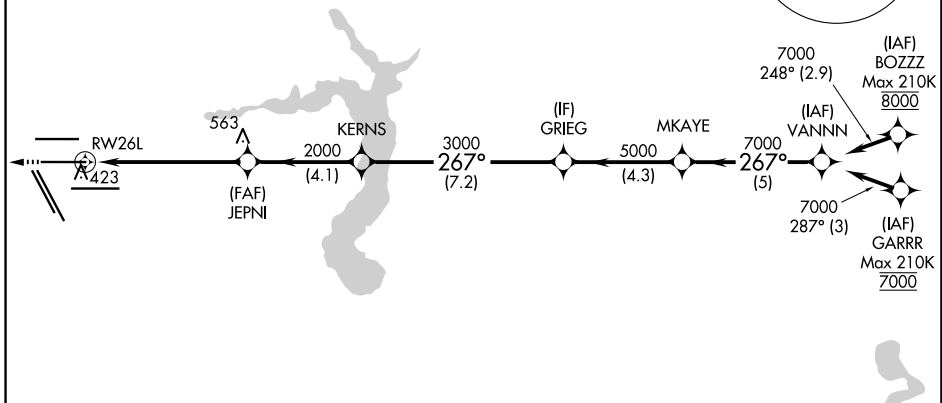 7000
248° (2.9)
(IAF)
BOZZZ
Max 210K
8000
563
RW26L
423
KERNS
2000
(4.1)
(FAF)
JEPNI
3000
267°
(7.2)
(IF)
GRIEG
5000
(4.3)
MKAYE
7000
267°
(5)
(IAF)
VANNN
7000
287° (3)
(IAF)
GARRR
Max 210K
7000